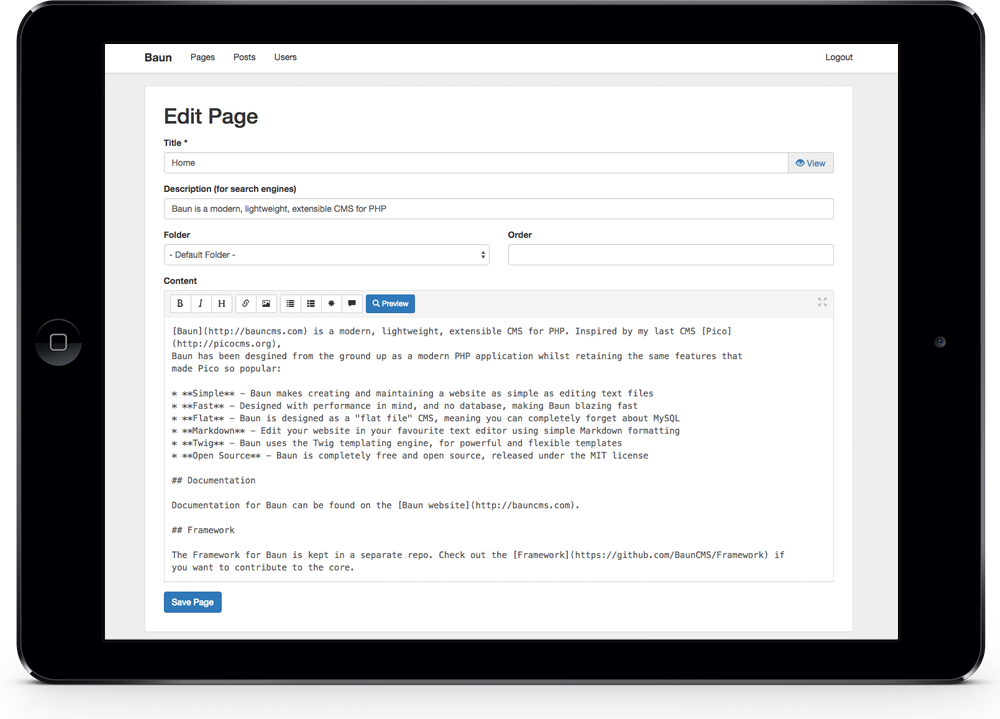 Baun Pages Posts Users Logout
Edit Page
Title *
Home View
Description (for search engines)
Baun is a modern, lightweight, extensible CMS for PHP
Folder Order
- Default Folder -
Content
B I H Preview
[Baun](http://bauncms.com) is a modern, lightweight, extensible CMS for PHP. Inspired by my last CMS [Pico]
(http://picocms.org),
Baun has been desgined from the ground up as a modern PHP application whilst retaining the same features that
made Pico so popular:
* **Simple** – Baun makes creating and maintaining a website as simple as editing text files
* **Fast** – Designed with performance in mind, and no database, making Baun blazing fast
* **Flat** – Baun is designed as a "flat file" CMS, meaning you can completely forget about MySQL
* **Markdown** – Edit your website in your favourite text editor using simple Markdown formatting
* **Twig** – Baun uses the Twig templating engine, for powerful and flexible templates
* **Open Source** – Baun is completely free and open source, released under the MIT license
## Documentation
Documentation for Baun can be found on the [Baun website](http://bauncms.com).
## Framework
The Framework for Baun is kept in a separate repo. Check out the [Framework](https://github.com/BaunCMS/Framework) if
you want to contribute to the core.
Save Page